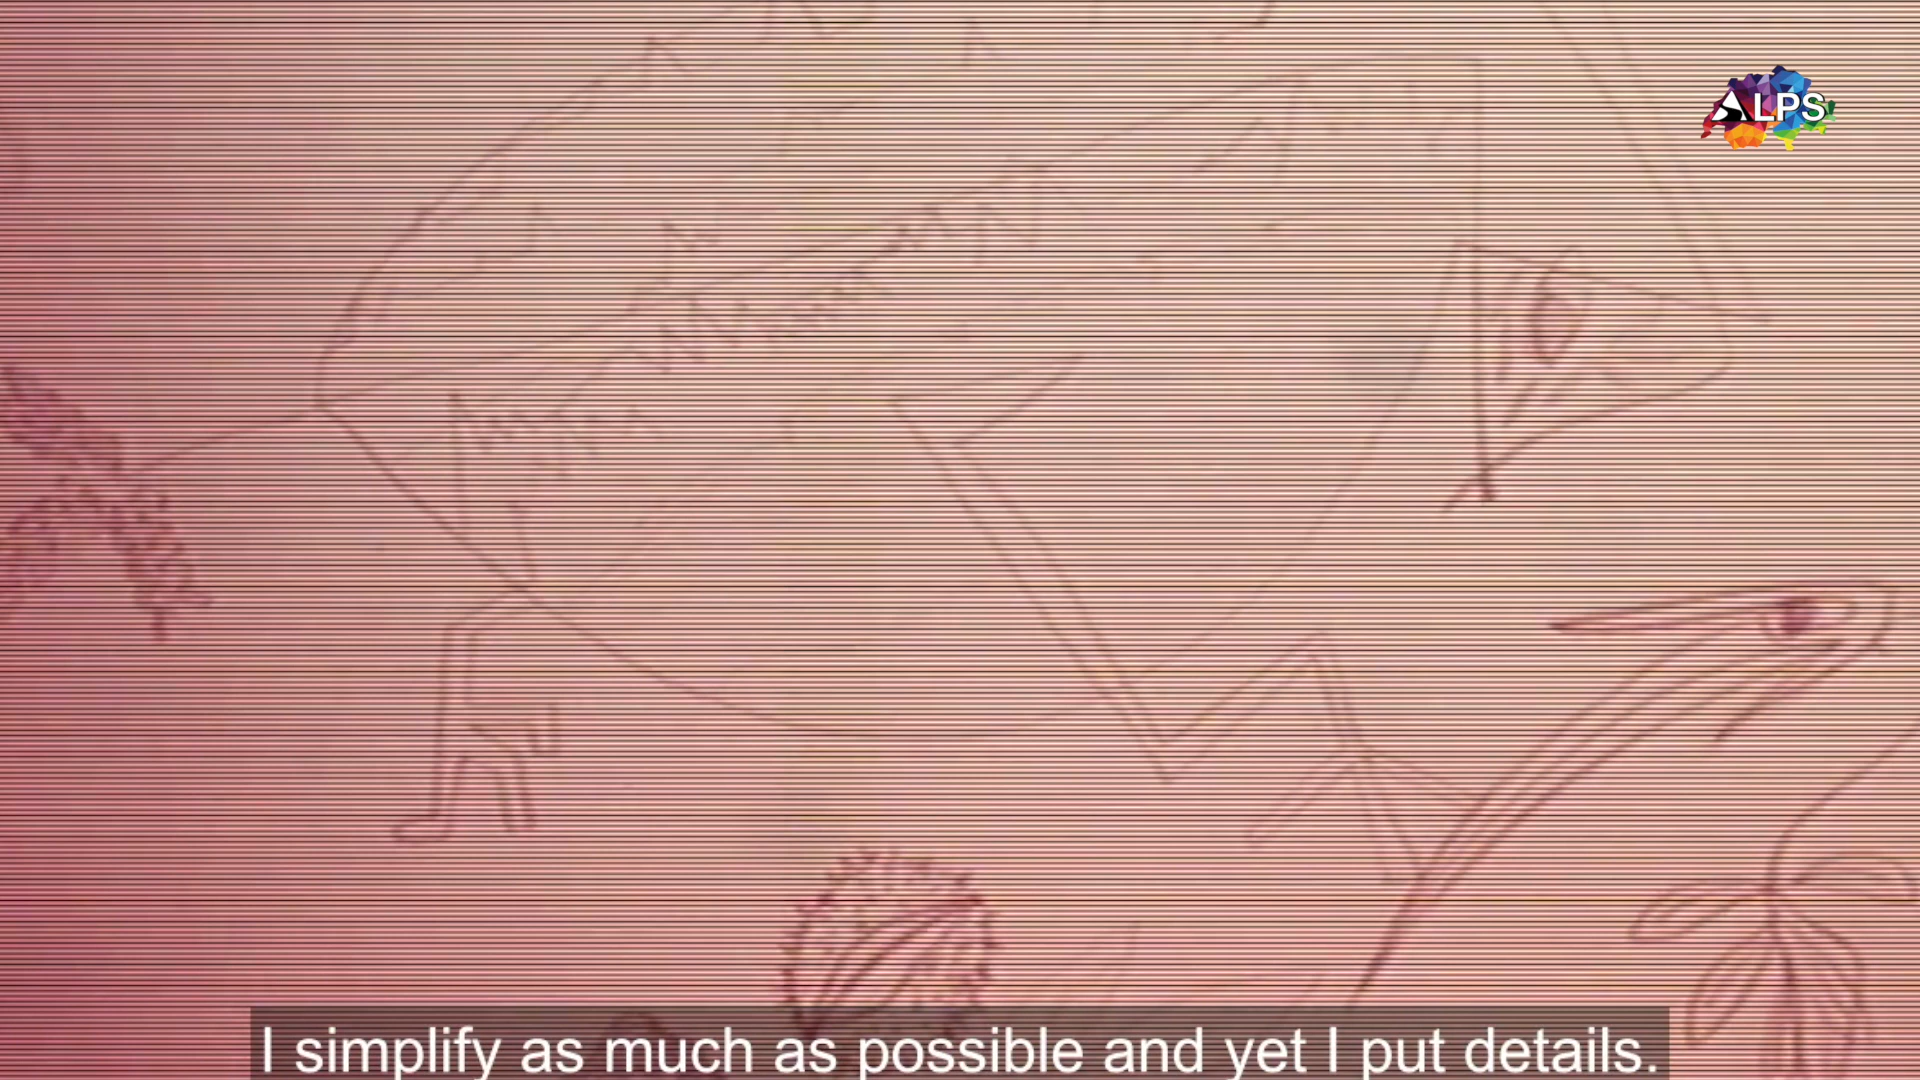 ALPS
I simplify as much as possible and yet I put details.